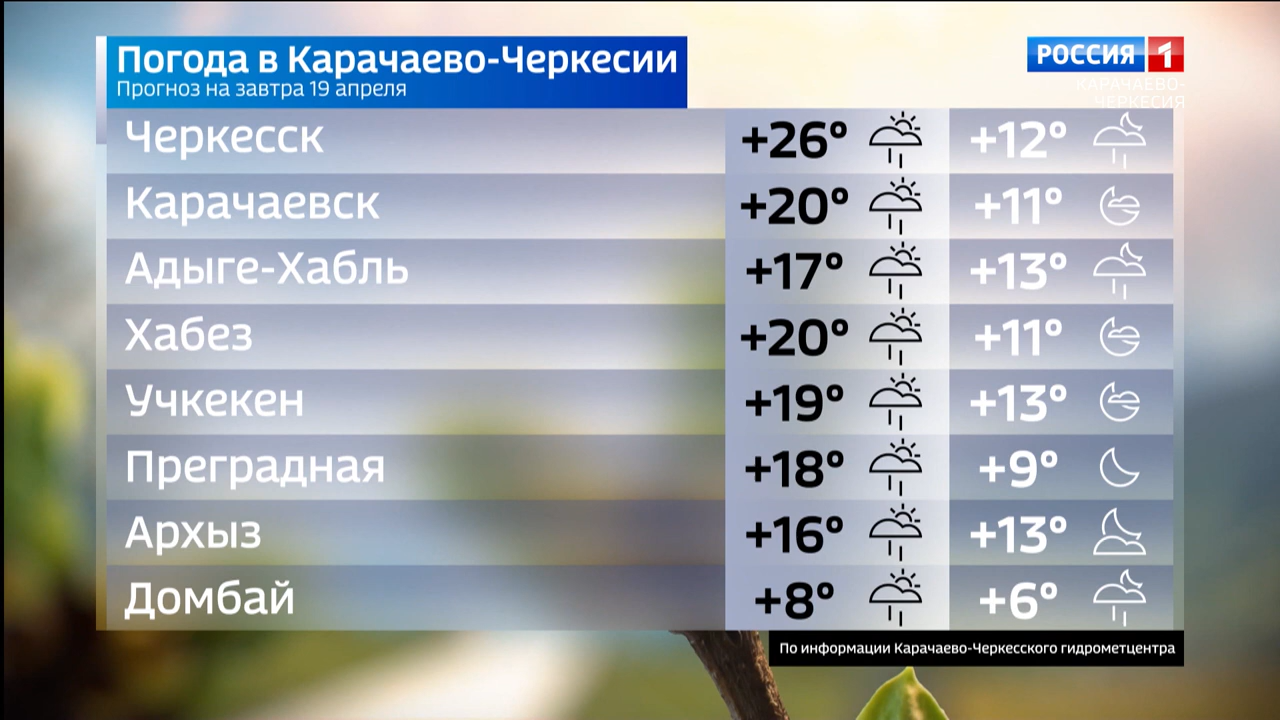 Погода в Карачаево-Черкесии
Прогноз на завтра 19 апреля
РОССИЯ 1
КАРАЧАЕВО-
ЧЕРКЕСИЯ
Черкесск +26° +12°
Карачаевск +20° +11°
Адыге-Хабль +17° +13°
Хабез +20° +11°
Учкекен +19° +13°
Преградная +18° +9°
Архыз +16° +13°
Домбай +8° +6°
По информации Карачаево-Черкесского гидрометцентра